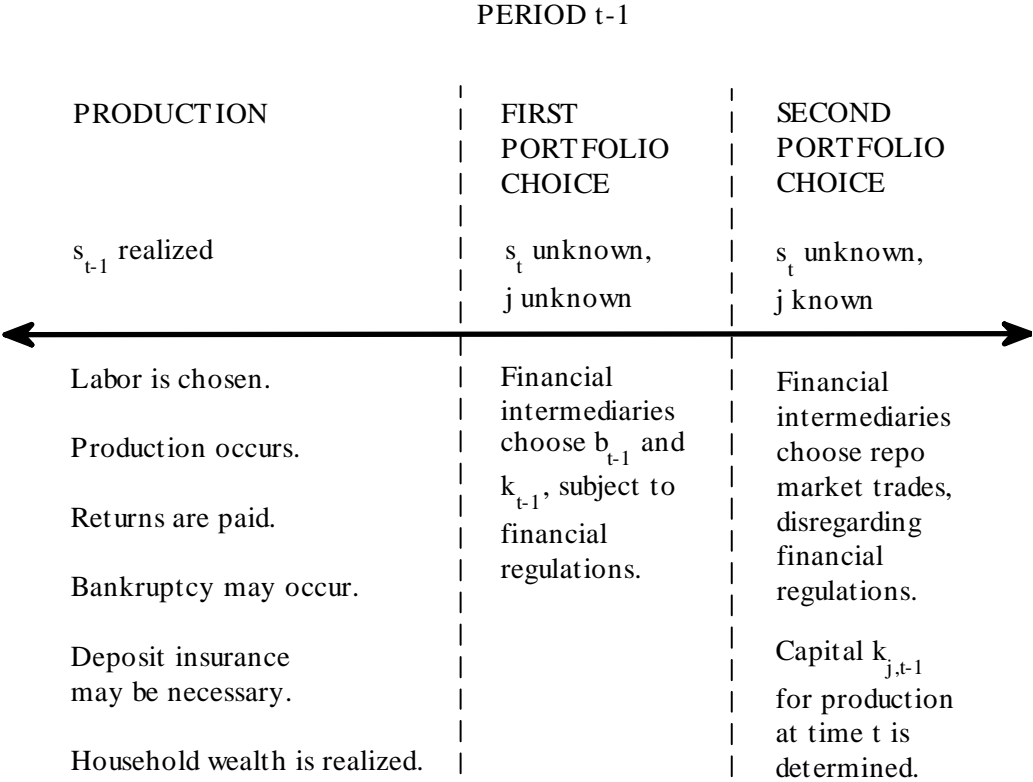 PERIOD t-1
PRODUCTION
s_{t-1} realized
Labor is chosen.
Production occurs.
Returns are paid.
Bankruptcy may occur.
Deposit insurance
may be necessary.
Household wealth is realized.
FIRST
PORTFOLIO
CHOICE
s_t unknown,
j unknown
Financial
intermediaries
choose b_{t-1} and
k_{t-1}, subject to
financial
regulations.
SECOND
PORTFOLIO
CHOICE
s_t unknown,
j known
Financial
intermediaries
choose repo
market trades,
disregarding
financial
regulations.
Capital k_{j,t-1}
for production
at time t is
determined.